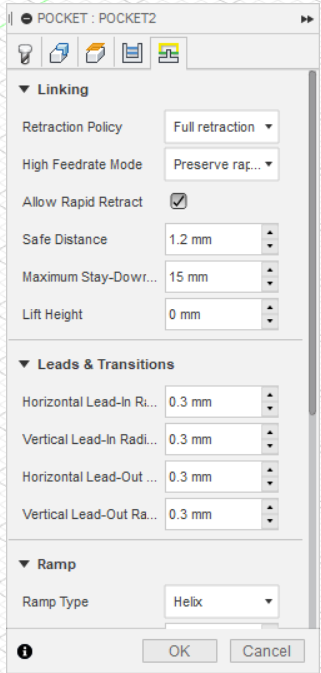 POCKET : POCKET2
Linking
Retraction Policy Full retraction
High Feedrate Mode Preserve rap...
Allow Rapid Retract
Safe Distance 1.2 mm
Maximum Stay-Down... 15 mm
Lift Height 0 mm
Leads & Transitions
Horizontal Lead-In Ra... 0.3 mm
Vertical Lead-In Radi... 0.3 mm
Horizontal Lead-Out ... 0.3 mm
Vertical Lead-Out Ra... 0.3 mm
Ramp
Ramp Type Helix
OK Cancel